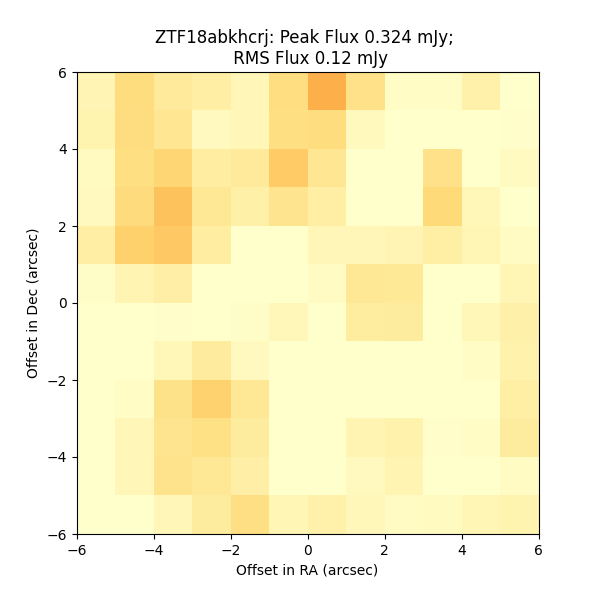 ZTF18abkhcrj: Peak Flux 0.324 mJy;
RMS Flux 0.12 mJy
6
4
2
0
−2
−4
−6
Offset in Dec (arcsec)
−6 −4 −2 0 2 4 6
Offset in RA (arcsec)